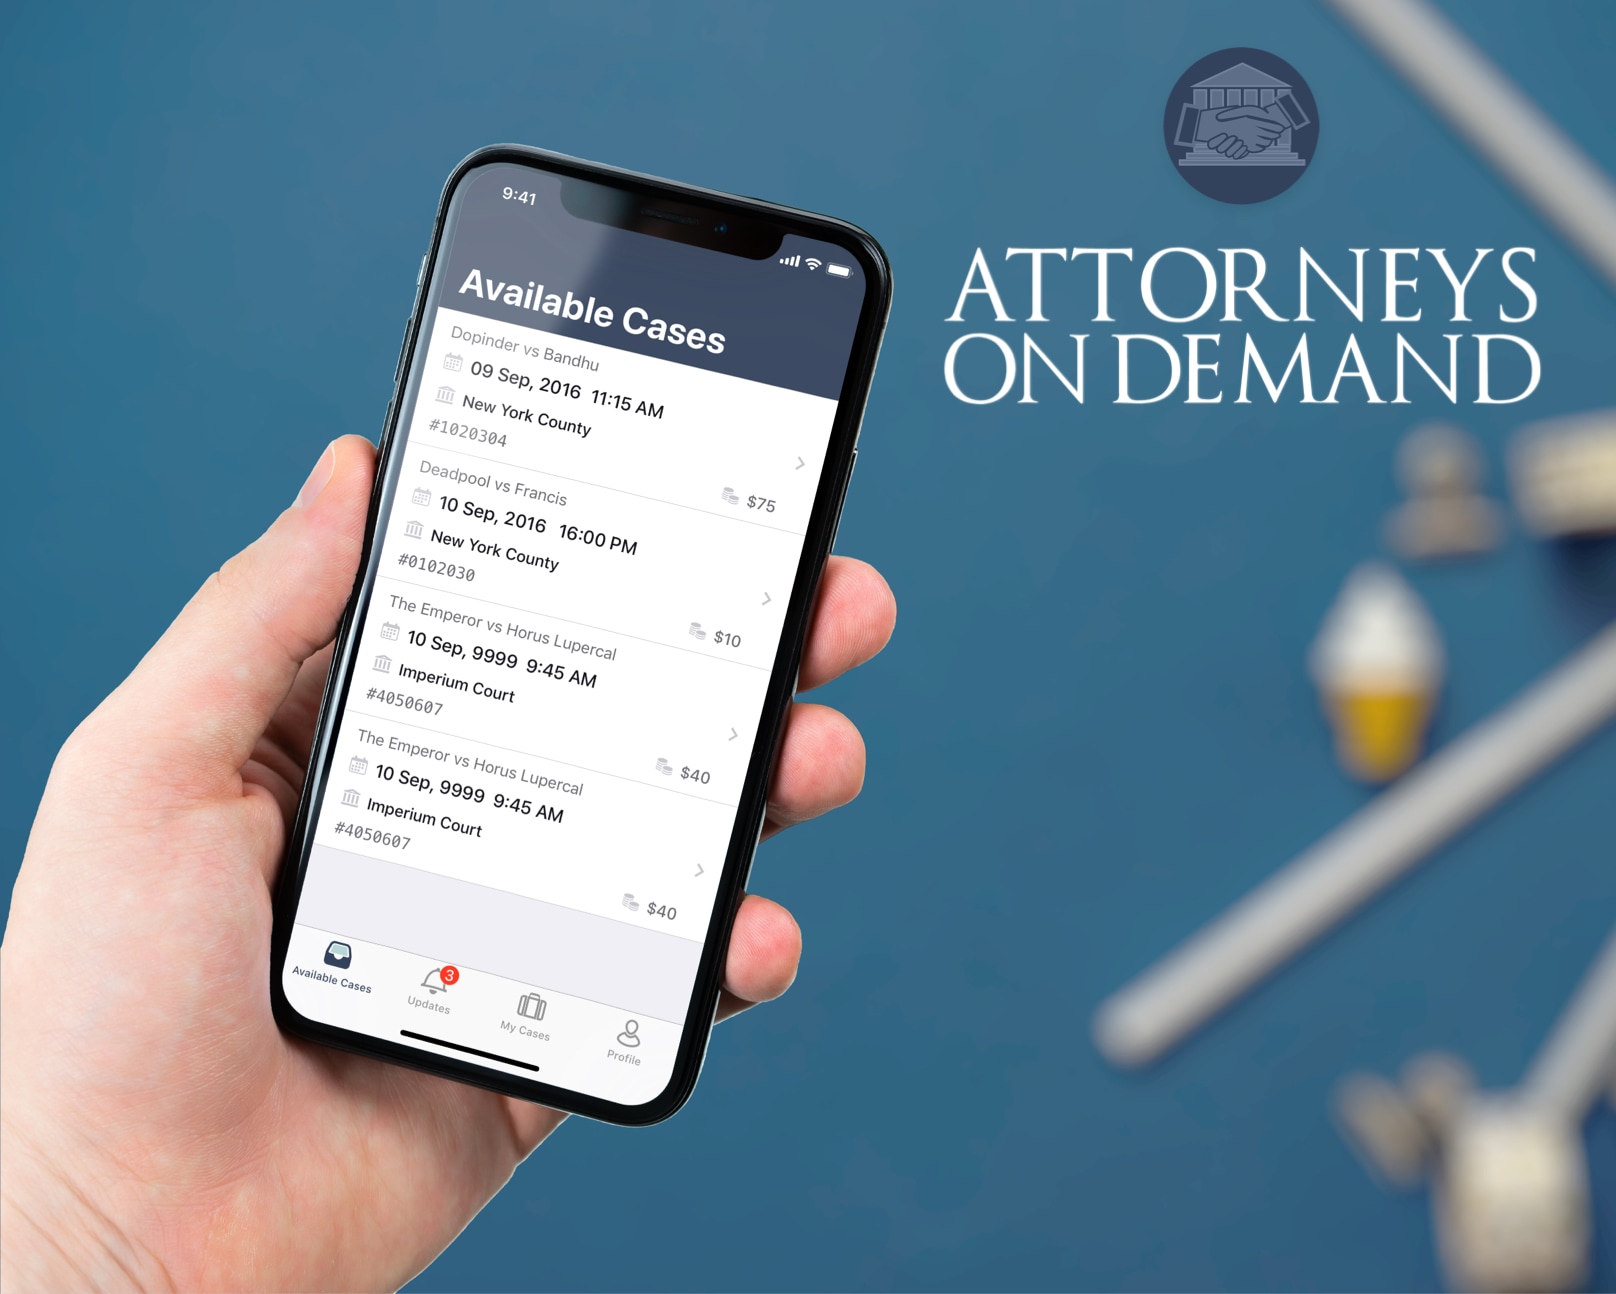 ATTORNEYS
ON DEMAND
9:41
Available Cases
Dopinder vs Bandhu
09 Sep, 2016 11:15 AM
New York County
#1020304
$75
Deadpool vs Francis
10 Sep, 2016 16:00 PM
New York County
#0102030
$10
The Emperor vs Horus Lupercal
10 Sep, 9999 9:45 AM
Imperium Court
#4050607
$40
The Emperor vs Horus Lupercal
10 Sep, 9999 9:45 AM
Imperium Court
#4050607
$40
Available Cases
3
Updates
My Cases
Profile